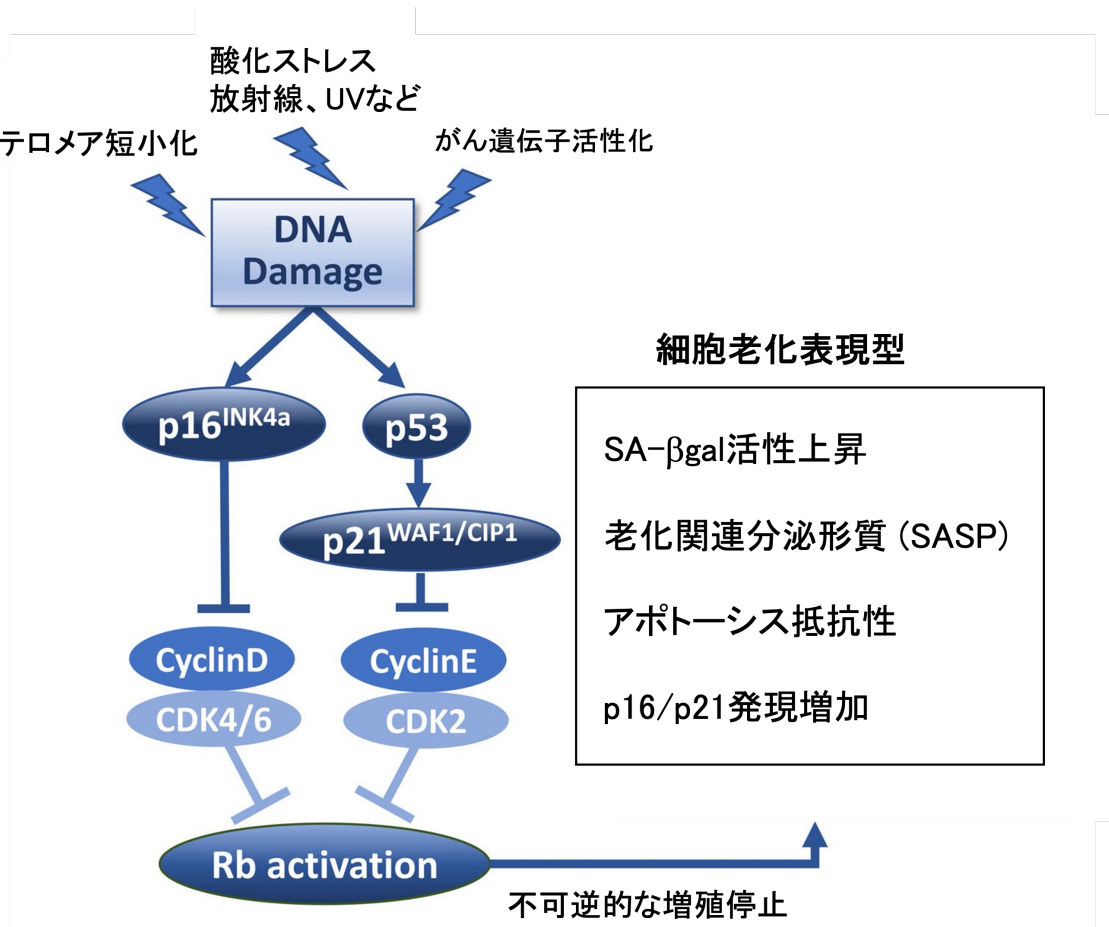 酸化ストレス
放射線、UVなど
テロメア短小化
がん遺伝子活性化
DNA
Damage
細胞老化表現型
p16INK4a
p53
SA-βgal活性上昇
p21WAF1/CIP1
老化関連分泌形質 (SASP)
アポトーシス抵抗性
CyclinD
CyclinE
CDK4/6
CDK2
p16/p21発現増加
Rb activation
不可逆的な増殖停止